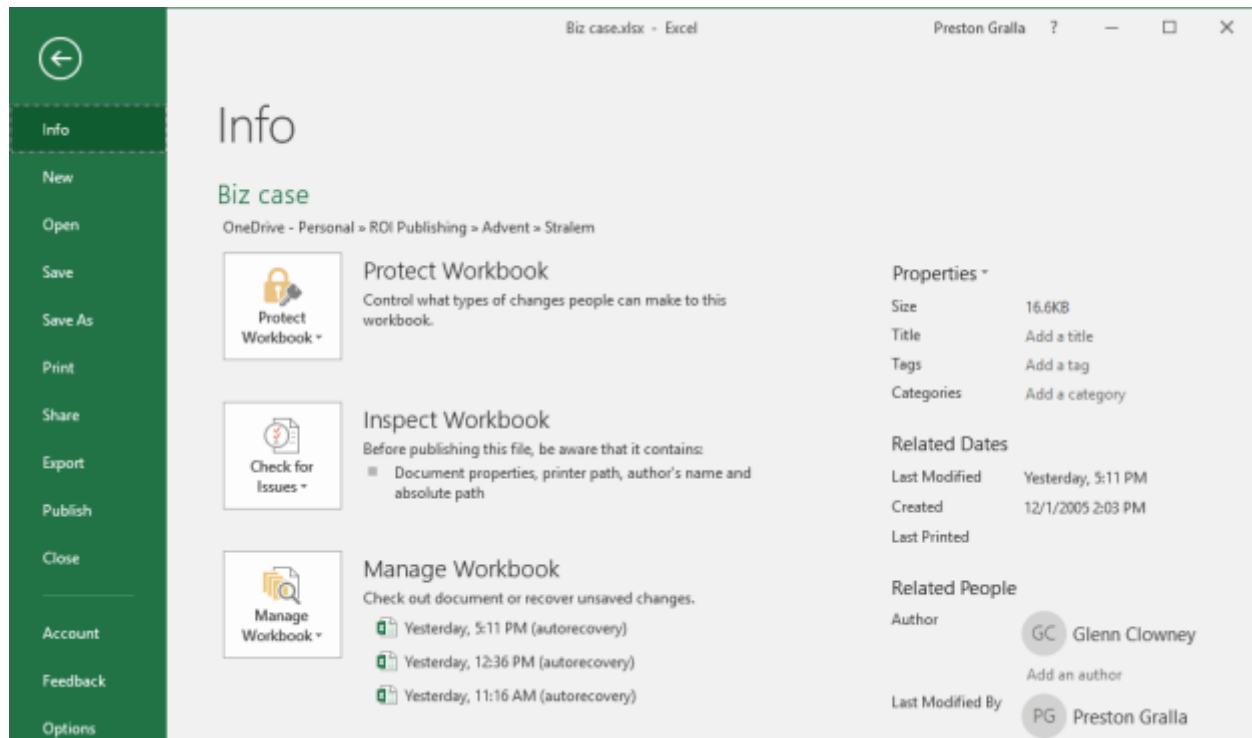 Biz case.xlsx - Excel
Preston Gralla ?
Info
New
Open
Save
Save As
Print
Share
Export
Publish
Close
Account
Feedback
Options
Info
Biz case
OneDrive - Personal » ROI Publishing » Advent » Stralem
Protect
Workbook
Protect Workbook
Control what types of changes people can make to this
workbook.
Check for
Issues
Inspect Workbook
Before publishing this file, be aware that it contains:
Document properties, printer path, author's name and
absolute path
Manage
Workbook
Manage Workbook
Check out document or recover unsaved changes.
Yesterday, 5:11 PM (autorecovery)
Yesterday, 12:36 PM (autorecovery)
Yesterday, 11:16 AM (autorecovery)
Properties
Size 16.6KB
Title Add a title
Tags Add a tag
Categories Add a category
Related Dates
Last Modified Yesterday, 5:11 PM
Created 12/1/2005 2:03 PM
Last Printed
Related People
Author GC Glenn Clowney
Add an author
Last Modified By PG Preston Gralla